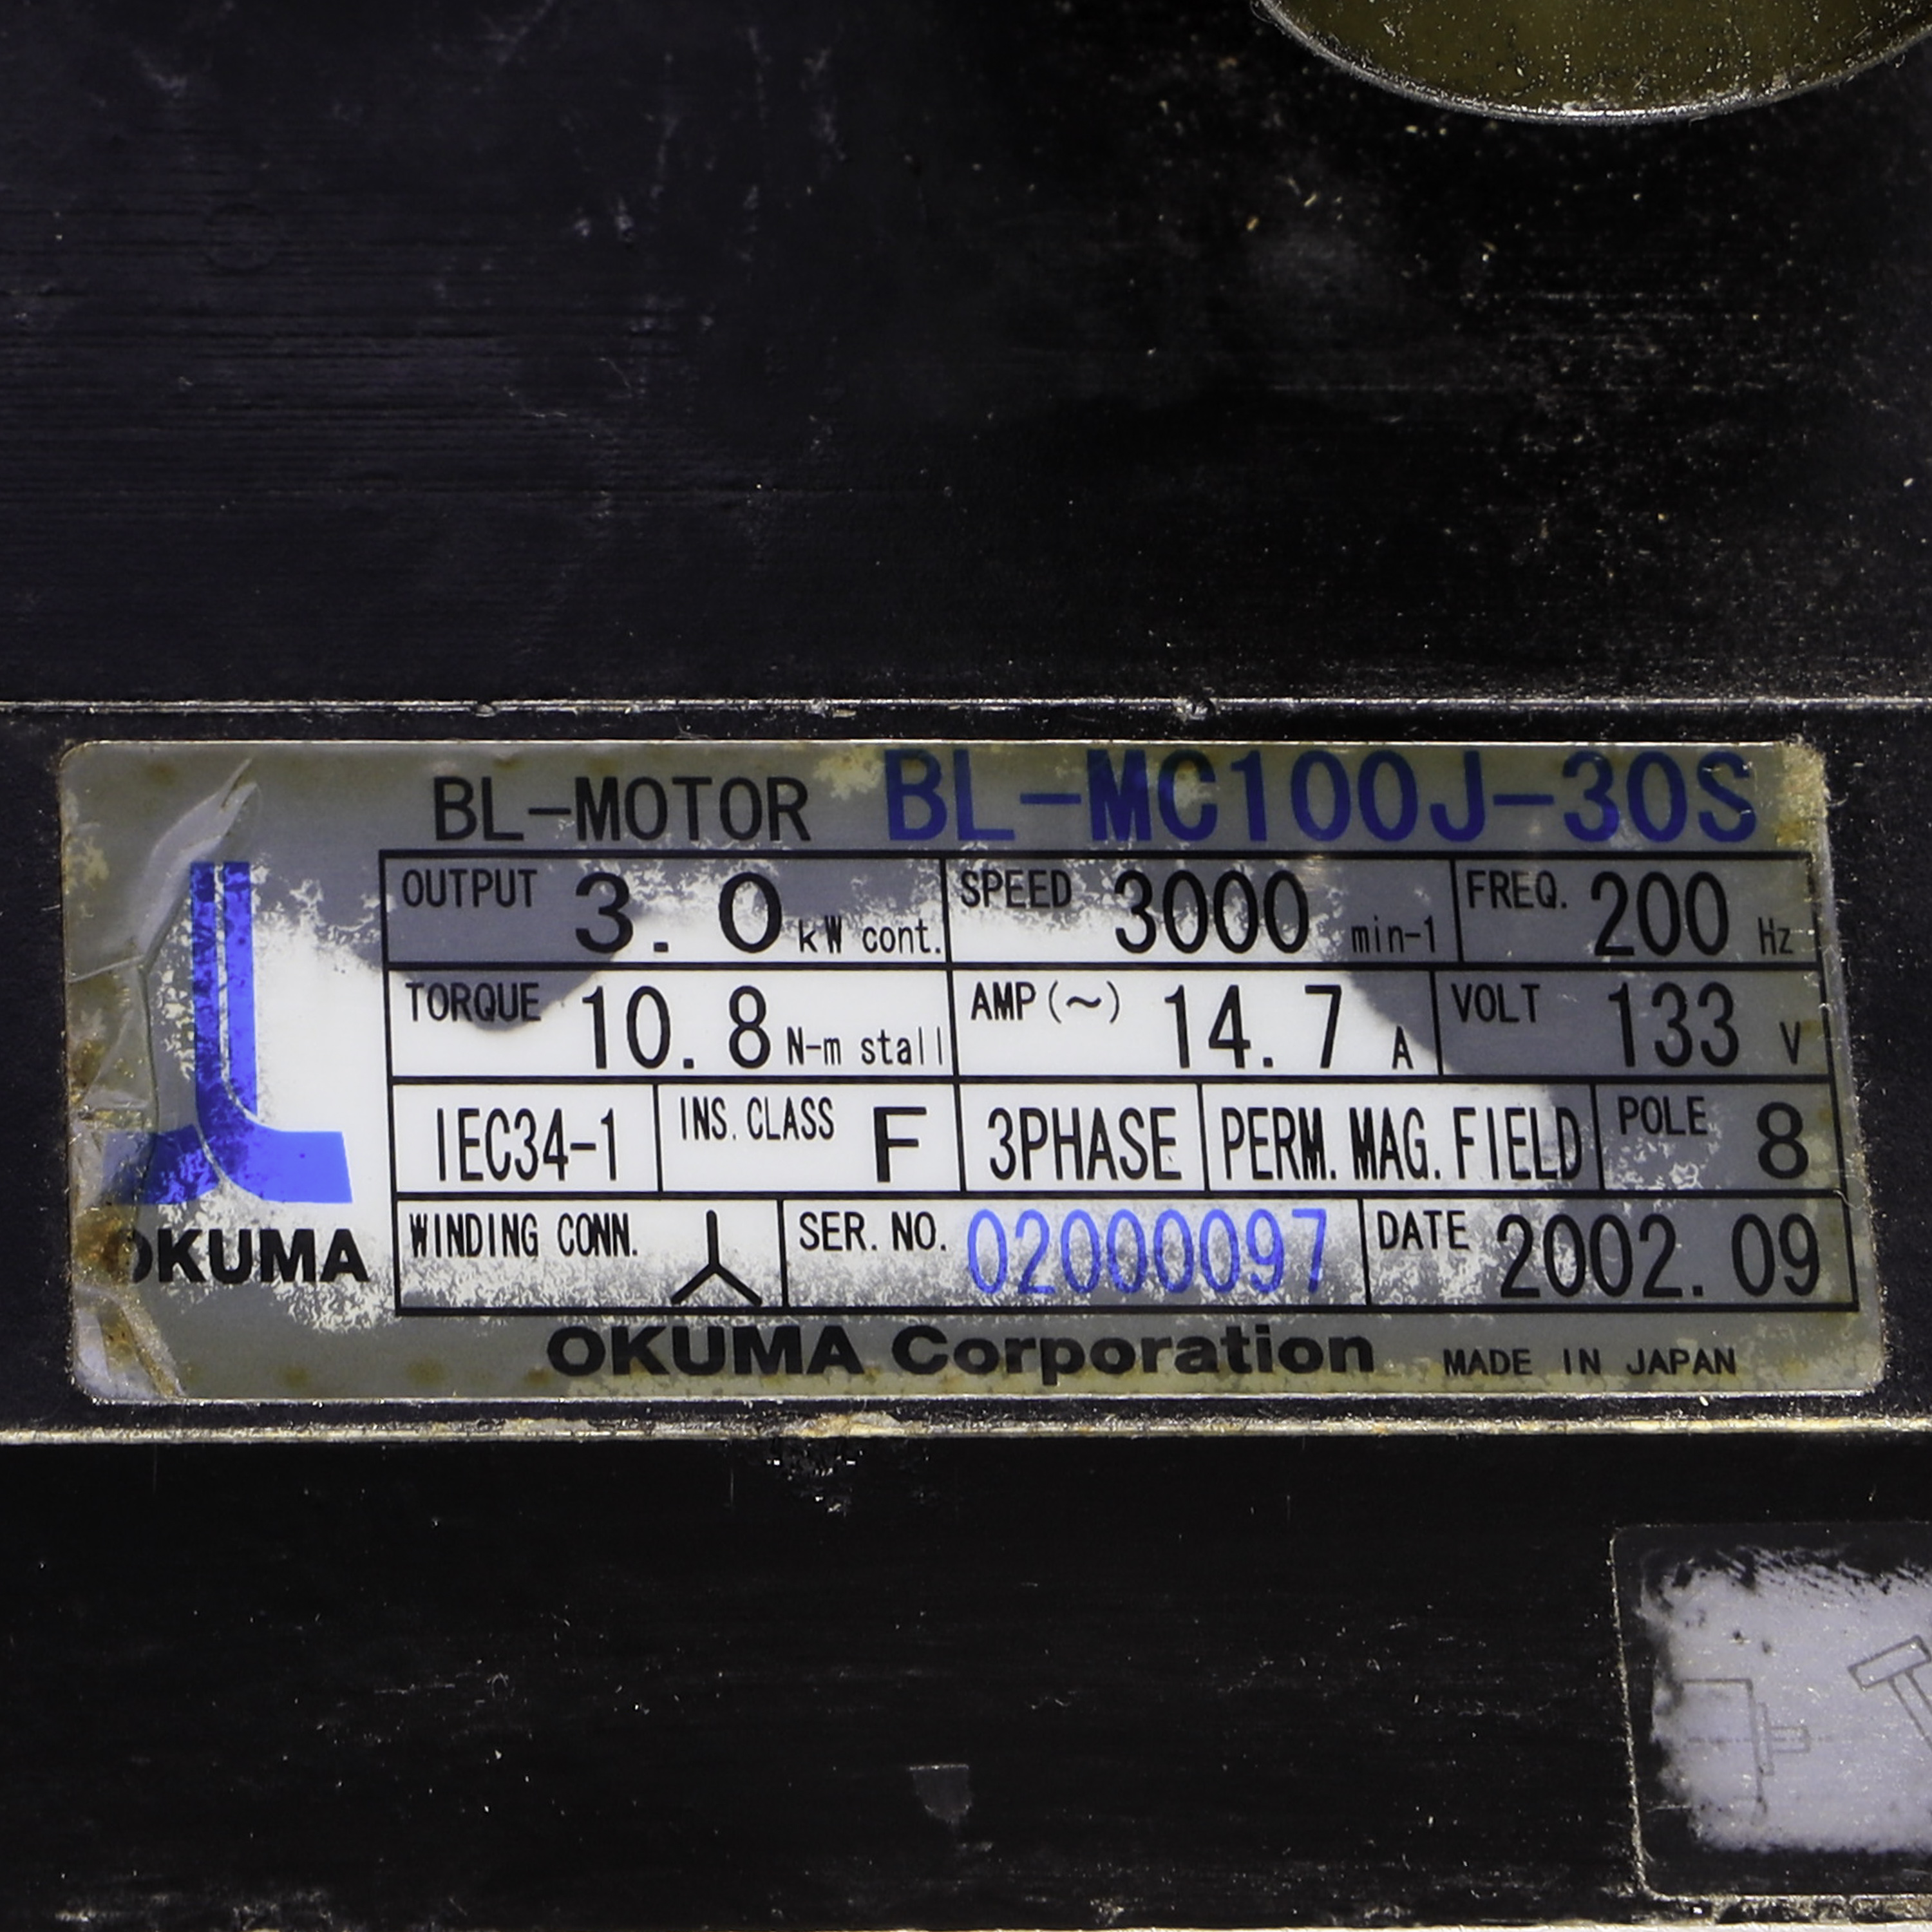 BL-MOTOR BL-MC100J-30S
OUTPUT 3.0 kW cont. SPEED 3000 min-1 FREQ. 200 Hz
TORQUE 10.8 N-m stall AMP(~) 14.7 A VOLT 133 V
IEC34-1 INS.CLASS F 3PHASE PERM.MAG.FIELD POLE 8
WINDING CONN. SER.NO. 02000097 DATE 2002.09
OKUMA
OKUMA Corporation MADE IN JAPAN